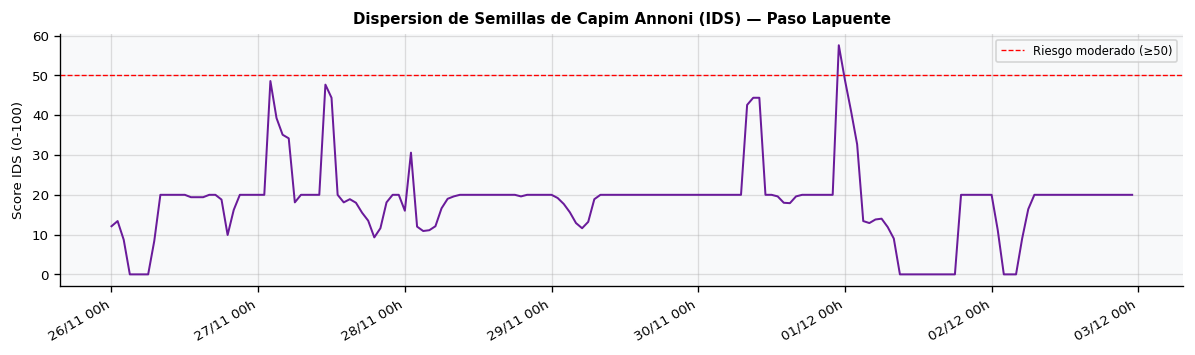 Dispersion de Semillas de Capim Annoni (IDS) — Paso Lapuente
Riesgo moderado (≥50)
Score IDS (0-100)
60
50
40
30
20
10
0
26/11 00h
27/11 00h
28/11 00h
29/11 00h
30/11 00h
01/12 00h
02/12 00h
03/12 00h